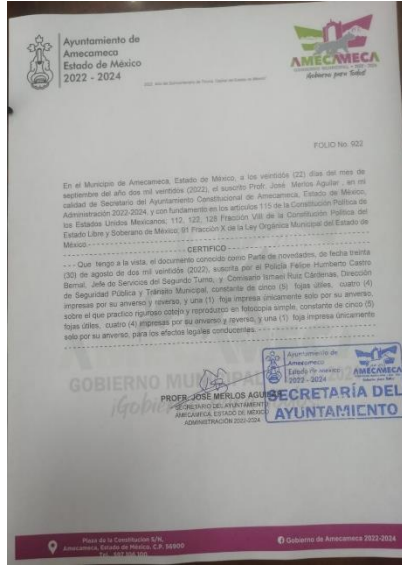 Ayuntamiento de
Amecameca
Estado de México
2022 - 2024
AMECAMECA
Gobierno para Todos
FOLIO No. 922
En el Municipio de Amecameca, Estado de México, a los veintidós (22) días del mes de
septiembre del año dos mil veintidós (2022), el suscrito Profr. José Merlos Aguilar, en mi
calidad de Secretario del Ayuntamiento Constitucional de Amecameca, Estado de México,
Administración 2022-2024, y con fundamento en los artículos 115 de la Constitución Política de
los Estados Unidos Mexicanos; 112, 122, 128 Fracción VIII de la Constitución Política del
Estado Libre y Soberano de México; 91 Fracción X de la Ley Orgánica Municipal del Estado de
México.
CERTIFICO
Que tengo a la vista, el documento conocido como Parte de novedades, de fecha treinta
(30) de agosto de dos mil veintidós (2022), suscrita por el Policía Felipe Humberto Castro
Bernal, Jefe de Servicios del Segundo Turno, y Comisario Ismael Ruiz Cárdenas, Dirección
de Seguridad Pública y Tránsito Municipal, constante de cinco (5) fojas útiles, cuatro (4)
impresas por su anverso y reverso, y una (1) foja impresa únicamente solo por su anverso,
sobre el que practico riguroso cotejo y reproduzco en fotocopia simple, constante de cinco (5)
fojas útiles, cuatro (4) impresas por su anverso y reverso, y una (1) foja impresa únicamente
solo por su anverso, para los efectos legales conducentes.
Ayuntamiento de
Amecameca
Estado de México
2022 - 2024
AMECAMECA
SECRETARÍA DEL
AYUNTAMIENTO
GOBIERNO MUNICIPAL
PROFR. JOSÉ MERLOS AGUILAR
SECRETARIO DEL AYUNTAMIENTO
AMECAMECA, ESTADO DE MÉXICO
ADMINISTRACIÓN 2022-2024
Plaza de la Constitución S/N,
Amecameca, Estado de México. C.P. 56900
Gobierno de Amecameca 2022-2024